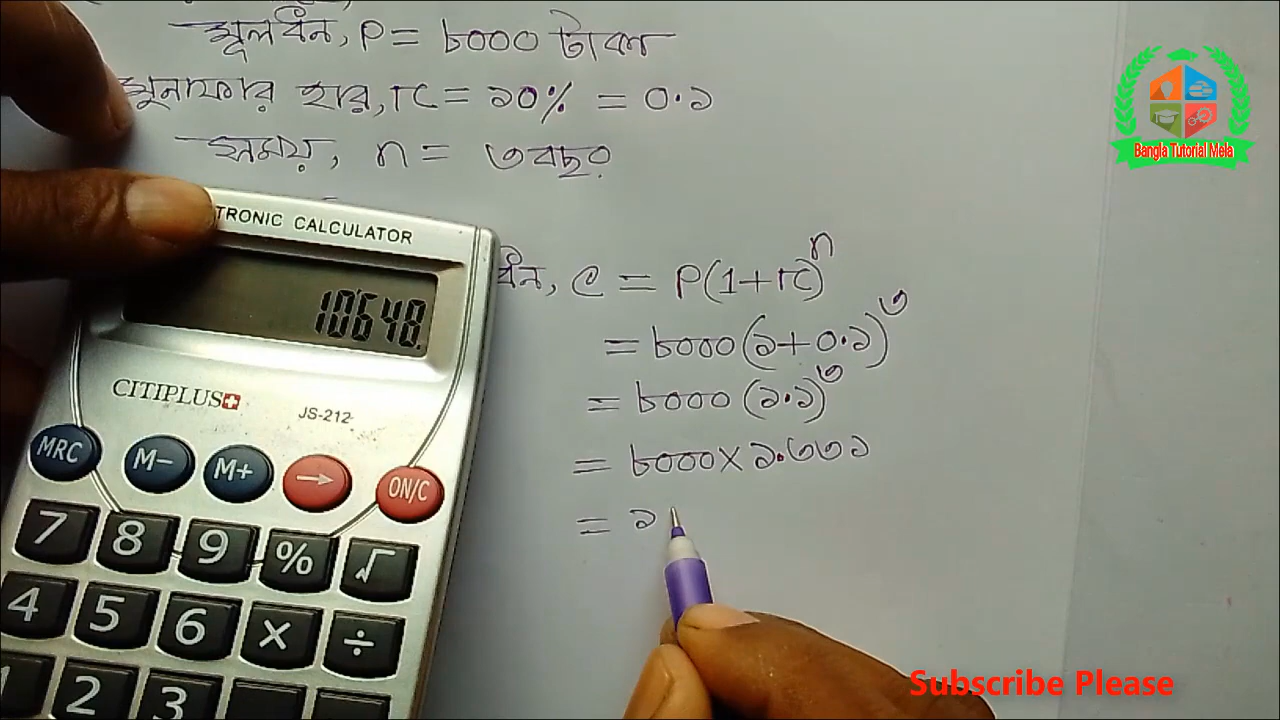 মূলধন, P = ৮০০০ টাকা
মুনাফার হার, r = ১০% = ০.১
সময়, n = ৩ বছর
TRONIC CALCULATOR
10648.
CITIPLUS
JS-212
MRC M- M+ → ON/C
7 8 9 % √
4 5 6 × ÷
2 3
ধন, C = P(1+r)^n
= ৮০০০ (১+০.১)^৩
= ৮০০০ (১.১)^৩
= ৮০০০ × ১.৩৩১
= ১
Bangla Tutorial Mela
Subscribe Please